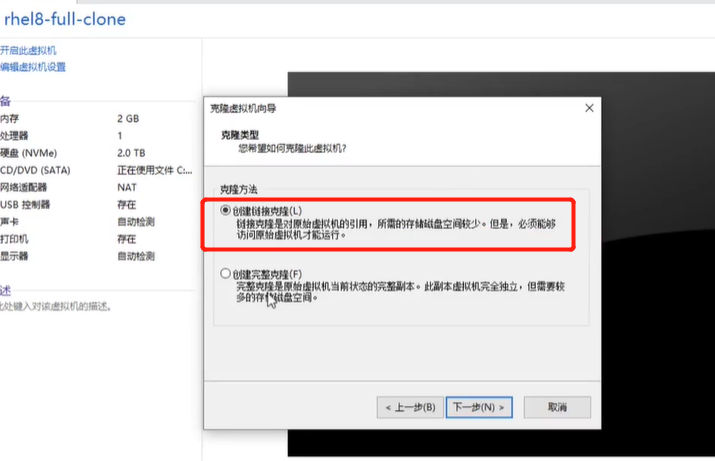 rhel8-full-clone
开启此虚拟机
编辑虚拟机设置
备
内存 2 GB
处理器 1
硬盘 (NVMe) 2.0 TB
CD/DVD (SATA) 正在使用文件 C:...
网络适配器 NAT
USB 控制器 存在
声卡 自动检测
打印机 存在
显示器 自动检测
述
此处键入对该虚拟机的描述。
克隆虚拟机向导
克隆类型
您希望如何克隆此虚拟机?
克隆方法
创建链接克隆(L)
链接克隆是对原始虚拟机的引用，所需的存储磁盘空间较少。但是，必须能够
访问原始虚拟机才能运行。
创建完整克隆(F)
完整克隆是原始虚拟机当前状态的完整副本。此副本虚拟机完全独立，但需要较
多的存储磁盘空间。
< 上一步(B)
下一步(N) >
取消